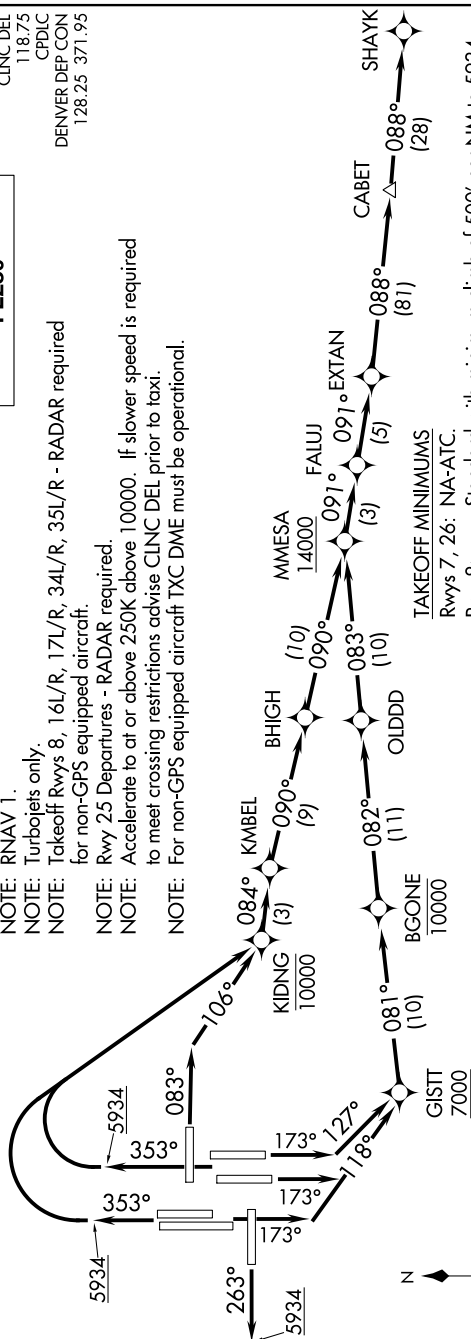 CLNC DEL
118.75
CPDLC
DENVER DEP CON
128.25 371.95
NOTE: RNAV 1.
NOTE: Turbojets only.
NOTE: Takeoff Rwys 8, 16L/R, 17L/R, 34L/R, 35L/R - RADAR required
for non-GPS equipped aircraft.
NOTE: Rwy 25 Departures - RADAR required.
NOTE: Accelerate to at or above 250K above 10000. If slower speed is required
to meet crossing restrictions advise CLNC DEL prior to taxi.
NOTE: For non-GPS equipped aircraft TXC DME must be operational.
5934
353°
5934
353°
083°
106°
KIDNG
10000
084°
(3)
KMBEL
090°
(9)
BHIGH
090°
(10)
MMESA
14000
091°
(3)
FALUJ
091°
(5)
EXTAN
088°
(81)
CABET
088°
(28)
SHAYK
263°
5934
173°
173°
173°
127°
118°
GISTT
7000
081°
(10)
BGONE
10000
082°
(11)
OLDDD
083°
(10)
N
TAKEOFF MINIMUMS
Rwys 7, 26: NA-ATC.